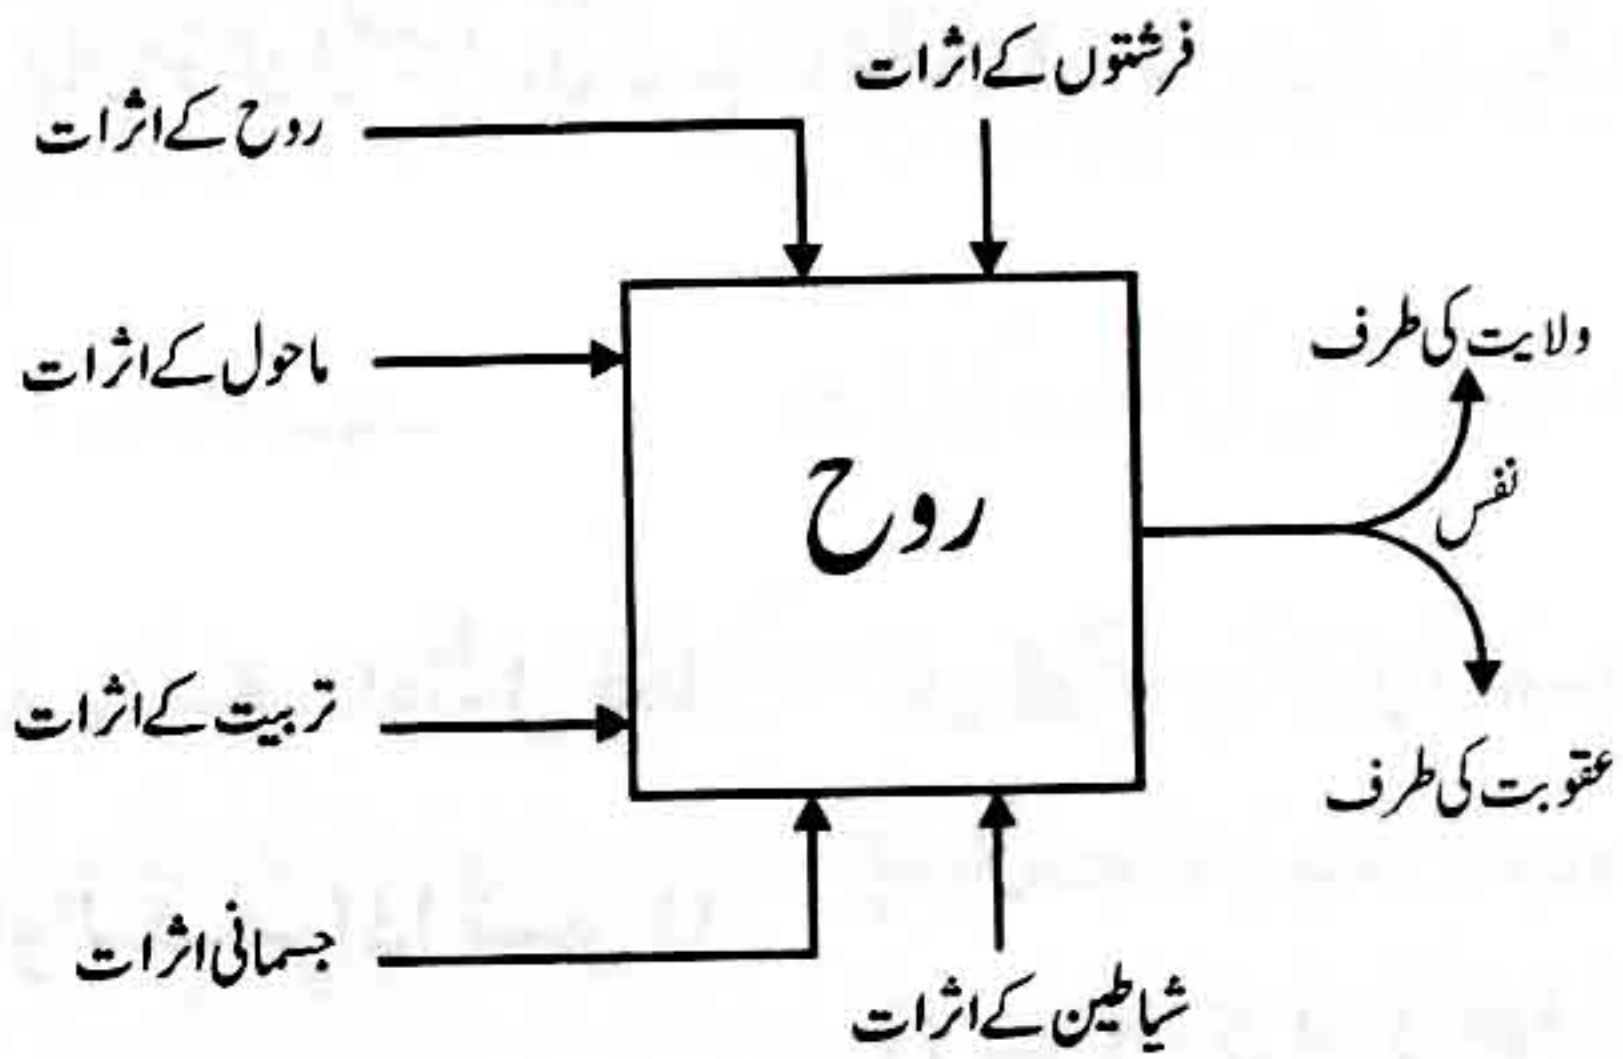 فرشتوں کے اثرات
روح کے اثرات
ولایت کی طرف
ماحول کے اثرات
نفس
روح
تربیت کے اثرات
عقوبت کی طرف
جسمانی اثرات
شیاطین کے اثرات